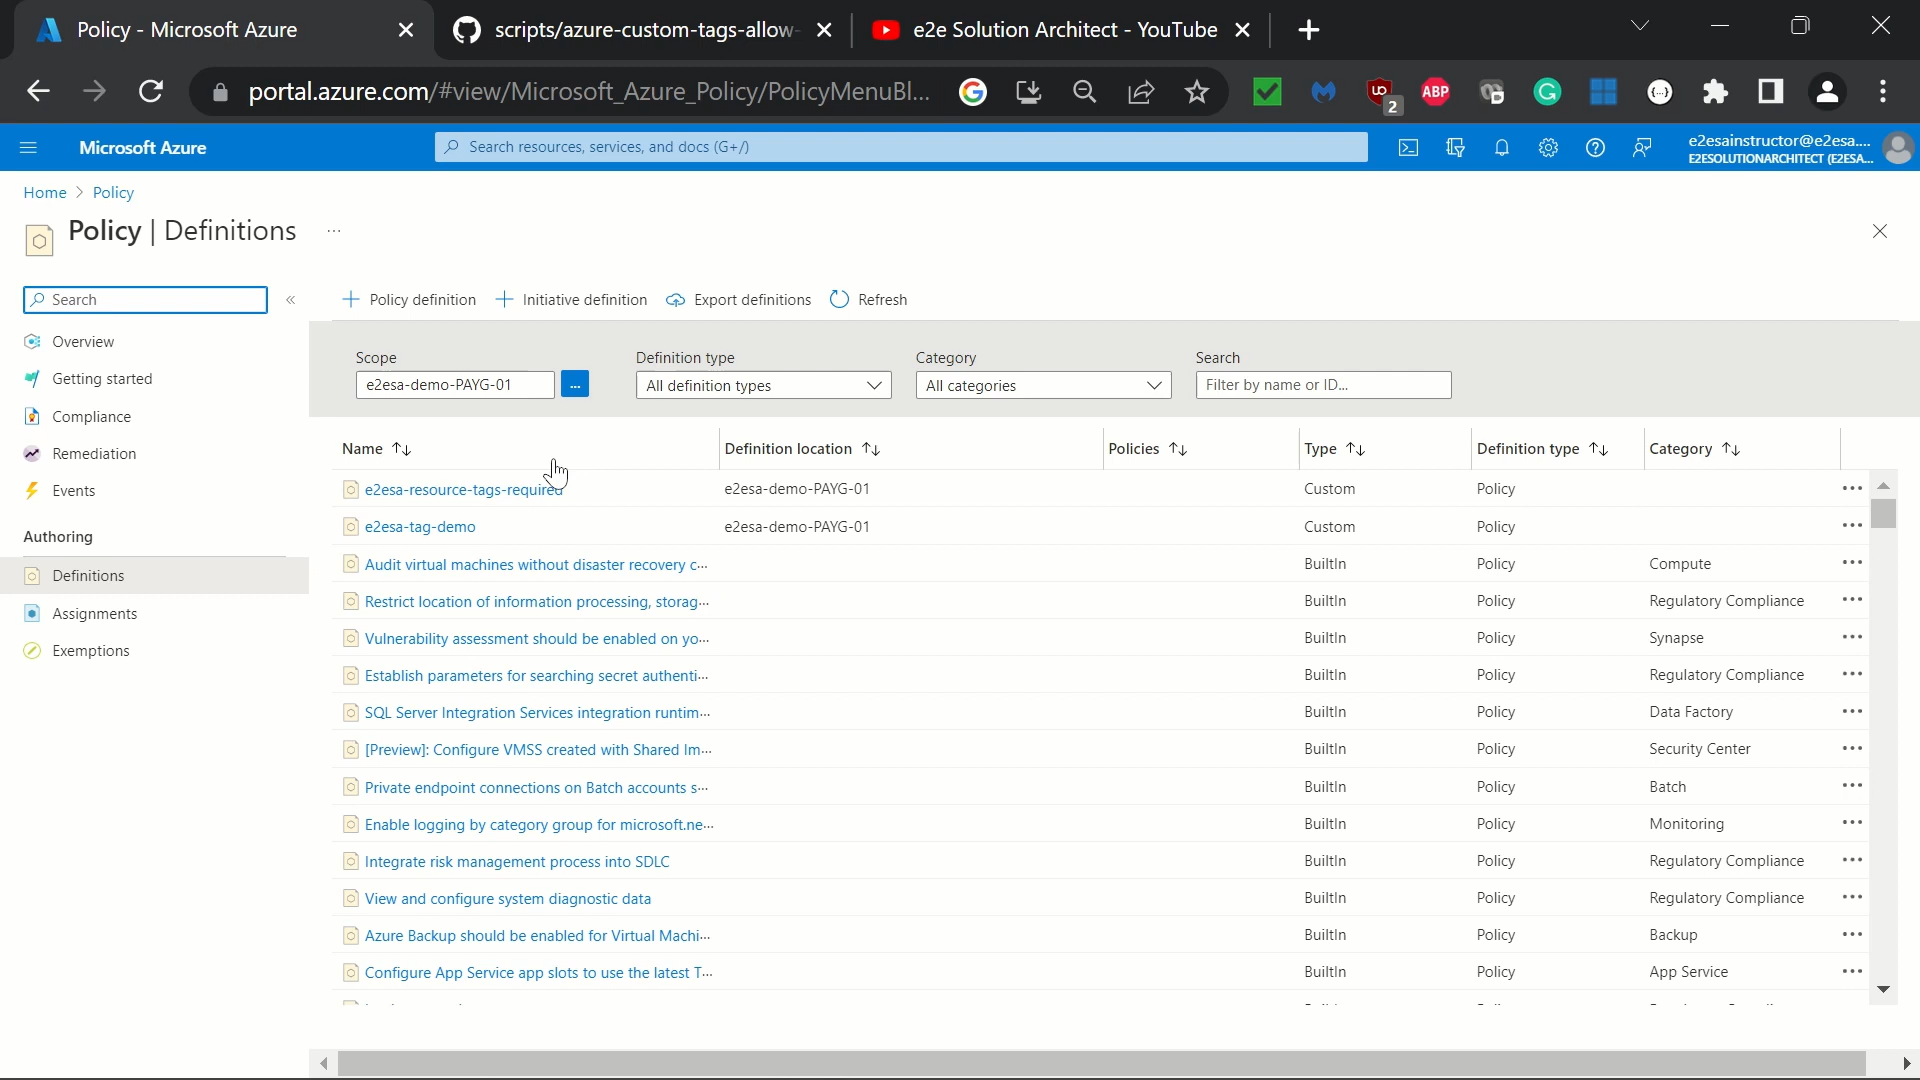 Policy - Microsoft Azure
scripts/azure-custom-tags-allow-
e2e Solution Architect - YouTube
portal.azure.com/#view/Microsoft_Azure_Policy/PolicyMenuBl...
2
ABP
Microsoft Azure
Search resources, services, and docs (G+/)
e2esainstructor@e2esa....
E2ESOLUTIONARCHITECT (E2ESA...
Home > Policy
Policy | Definitions ...
Search
Policy definition
Initiative definition
Export definitions
Refresh
Overview
Getting started
Compliance
Remediation
Events
Authoring
Definitions
Assignments
Exemptions
Scope
Definition type
Category
Search
e2esa-demo-PAYG-01
...
All definition types
All categories
Filter by name or ID...
Name Definition location Policies Type Definition type Category
e2esa-resource-tags-required e2esa-demo-PAYG-01 Custom Policy ...
e2esa-tag-demo e2esa-demo-PAYG-01 Custom Policy ...
Audit virtual machines without disaster recovery c... BuiltIn Policy Compute ...
Restrict location of information processing, storag... BuiltIn Policy Regulatory Compliance ...
Vulnerability assessment should be enabled on yo... BuiltIn Policy Synapse ...
Establish parameters for searching secret authenti... BuiltIn Policy Regulatory Compliance ...
SQL Server Integration Services integration runtim... BuiltIn Policy Data Factory ...
[Preview]: Configure VMSS created with Shared Im... BuiltIn Policy Security Center ...
Private endpoint connections on Batch accounts s... BuiltIn Policy Batch ...
Enable logging by category group for microsoft.ne... BuiltIn Policy Monitoring ...
Integrate risk management process into SDLC BuiltIn Policy Regulatory Compliance ...
View and configure system diagnostic data BuiltIn Policy Regulatory Compliance ...
Azure Backup should be enabled for Virtual Machi... BuiltIn Policy Backup ...
Configure App Service app slots to use the latest T... BuiltIn Policy App Service ...